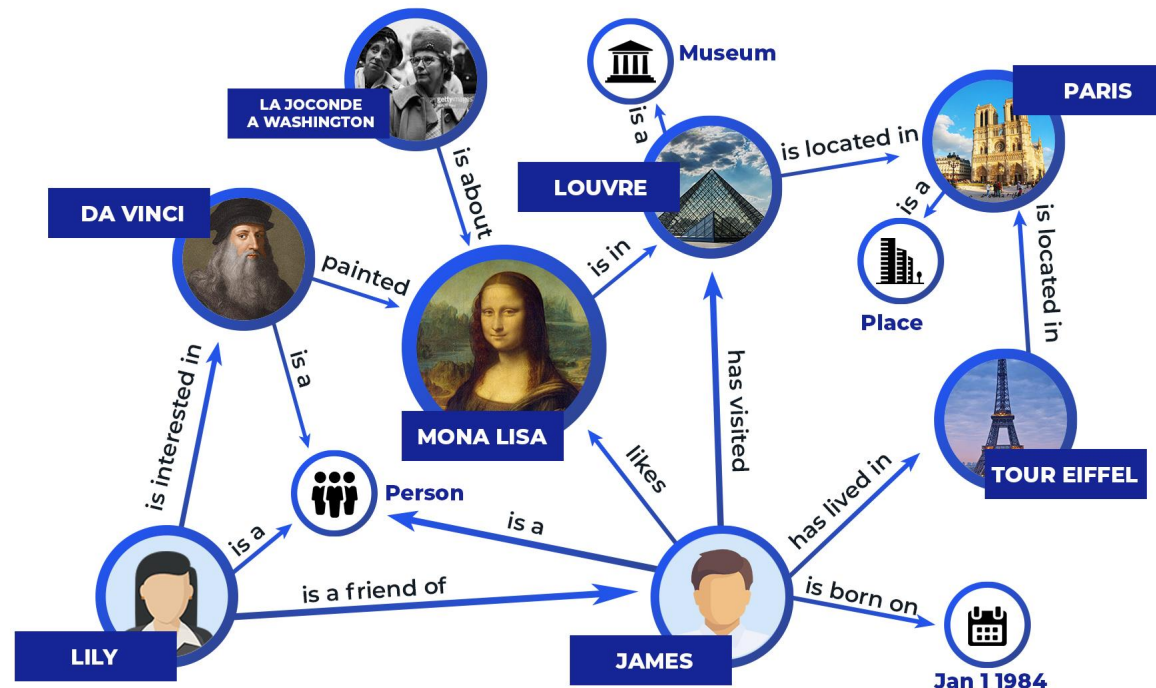 LA JOCONDE
A WASHINGTON
gettyimages
Museum
PARIS
is a
is about
is located in
LOUVRE
DA VINCI
is a
painted
is in
is located in
Place
is interested in
is a
has visited
MONA LISA
likes
TOUR EIFFEL
Person
has lived in
is a
is a
is a friend of
is born on
LILY
JAMES
Jan 1 1984